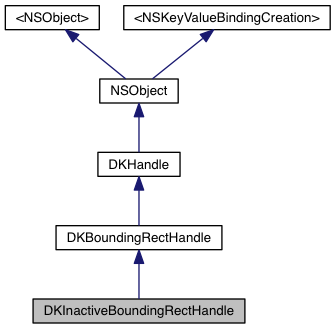 <NSObject>
<NSKeyValueBindingCreation>
NSObject
DKHandle
DKBoundingRectHandle
DKInactiveBoundingRectHandle